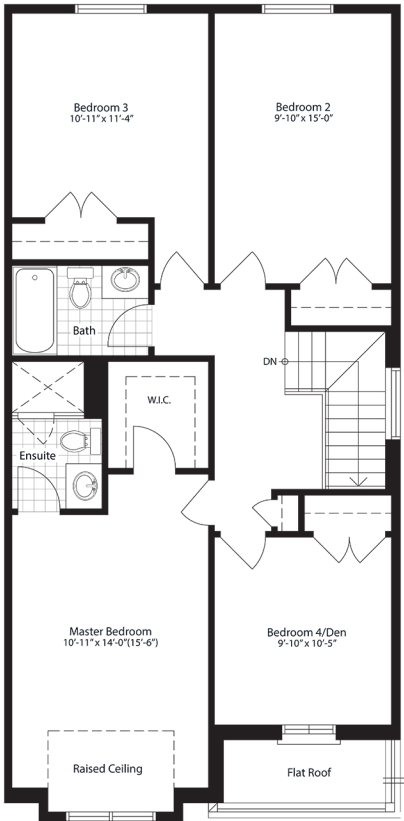 Bedroom 3
10'-11" x 11'-4"
Bedroom 2
9'-10" x 15'-0"
Bath
DN
W.I.C.
Ensuite
Master Bedroom
10'-11" x 14'-0"(15'-6")
Bedroom 4/Den
9'-10" x 10'-5"
Raised Ceiling
Flat Roof